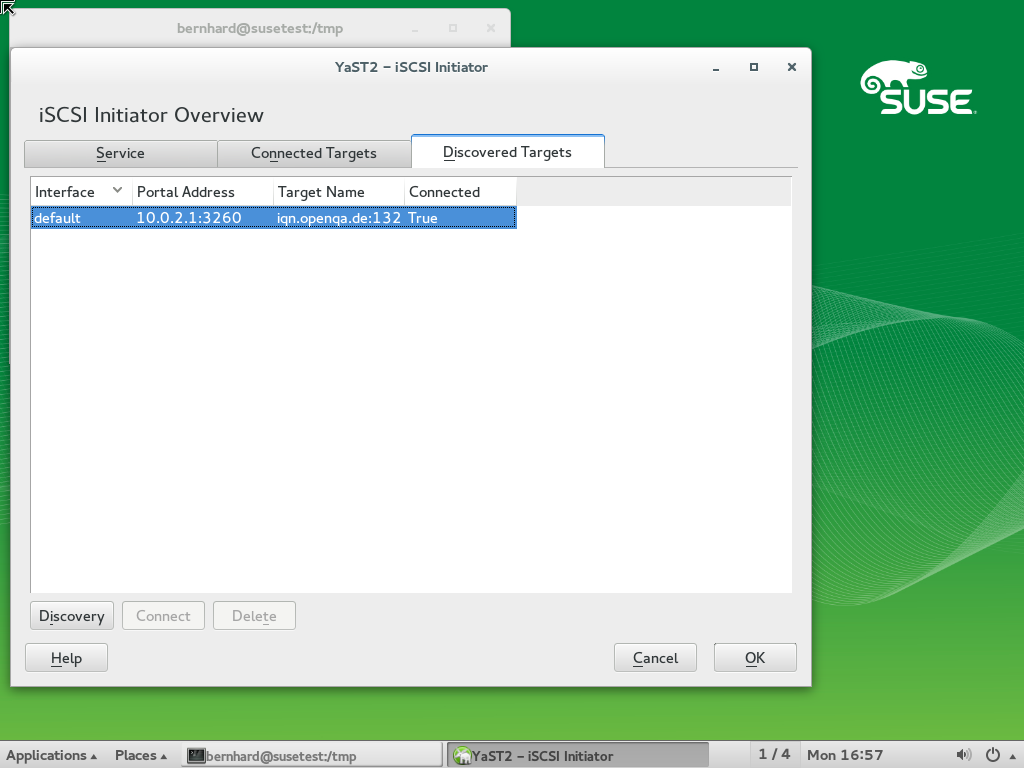 bernhard@susetest:/tmp
YaST2 – iSCSI Initiator
SUSE
iSCSI Initiator Overview
Service Connected Targets Discovered Targets
Interface Portal Address Target Name Connected
default 10.0.2.1:3260 iqn.openqa.de:132 True
Discovery Connect Delete
Help Cancel OK
Applications Places bernhard@susetest:/tmp YaST2 – iSCSI Initiator 1 / 4 Mon 16:57